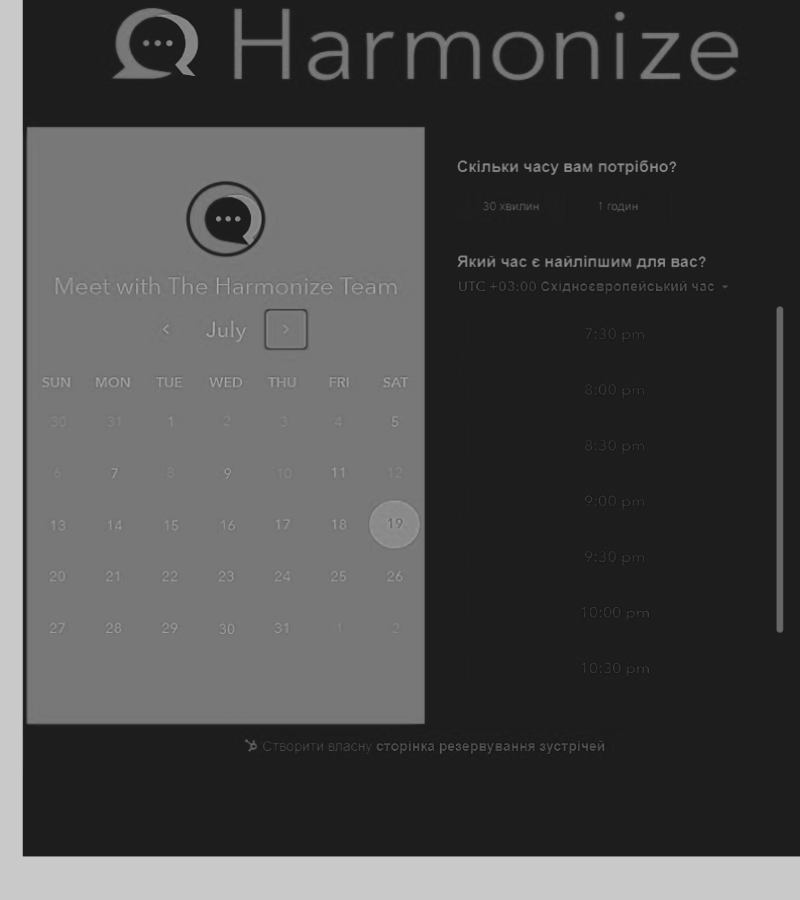 Harmonize
Meet with The Harmonize Team
July
SUN MON TUE WED THU FRI SAT
30 31 1 2 3 4 5
6 7 8 9 10 11 12
13 14 15 16 17 18 19
20 21 22 23 24 25 26
27 28 29 30 31 1 2
Скільки часу вам потрібно?
30 хвилин 1 годин
Який час є найліпшим для вас?
UTC +03:00 Східноєвропейський час
7:30 pm
8:00 pm
8:30 pm
9:00 pm
9:30 pm
10:00 pm
10:30 pm
Створити власну сторінка резервування зустрічей